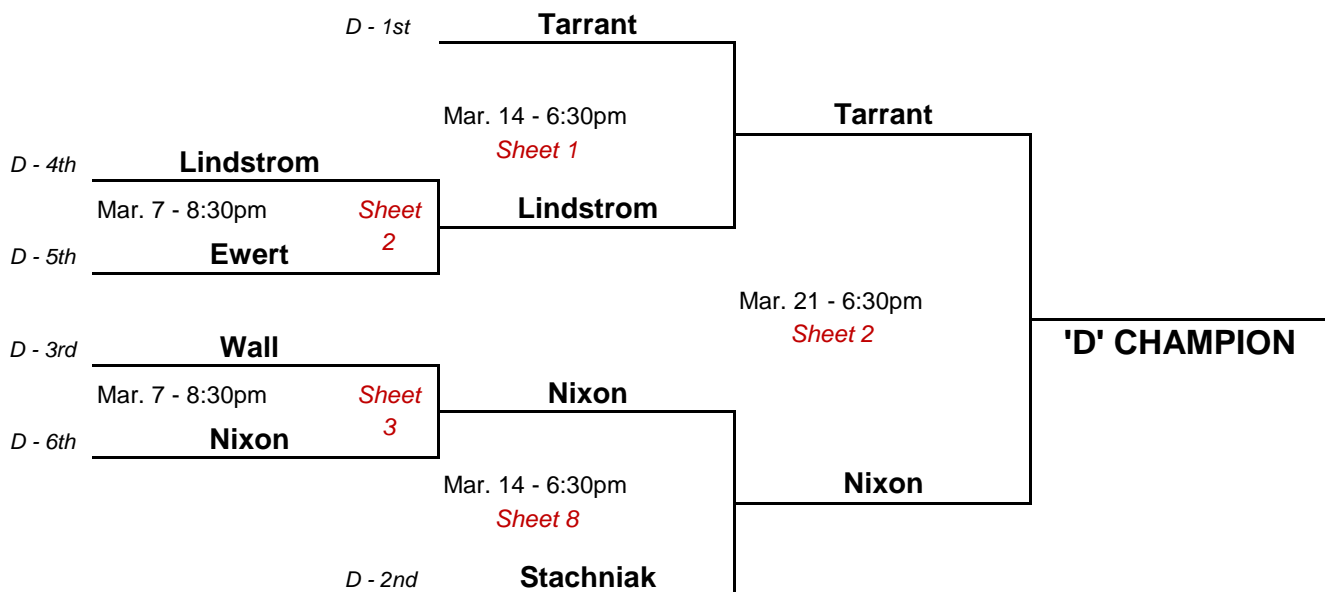 D - 1st Tarrant
Mar. 14 - 6:30pm Tarrant
Sheet 1
D - 4th Lindstrom
Mar. 7 - 8:30pm Sheet Lindstrom
2
D - 5th Ewert
Mar. 21 - 6:30pm
Sheet 2
D - 3rd Wall 'D' CHAMPION
Mar. 7 - 8:30pm Sheet Nixon
3
D - 6th Nixon
Mar. 14 - 6:30pm Nixon
Sheet 8
D - 2nd Stachniak